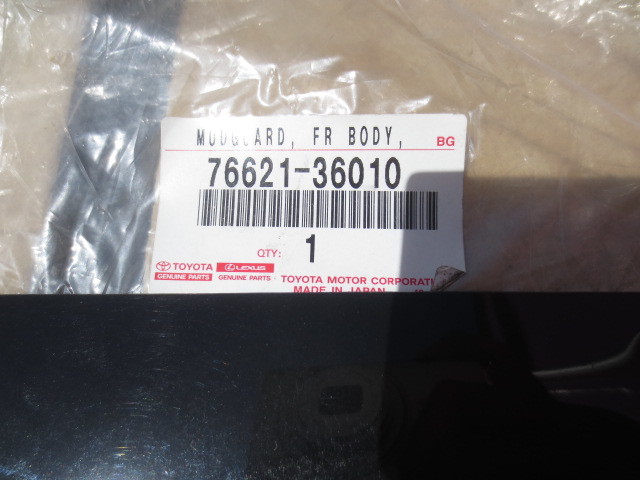 MUDGUARD, FR BODY, BG
76621-36010
QTY: 1
TOYOTA LEXUS
GENUINE PARTS GENUINE PARTS TOYOTA MOTOR CORPORATI
MADE IN JAPAN